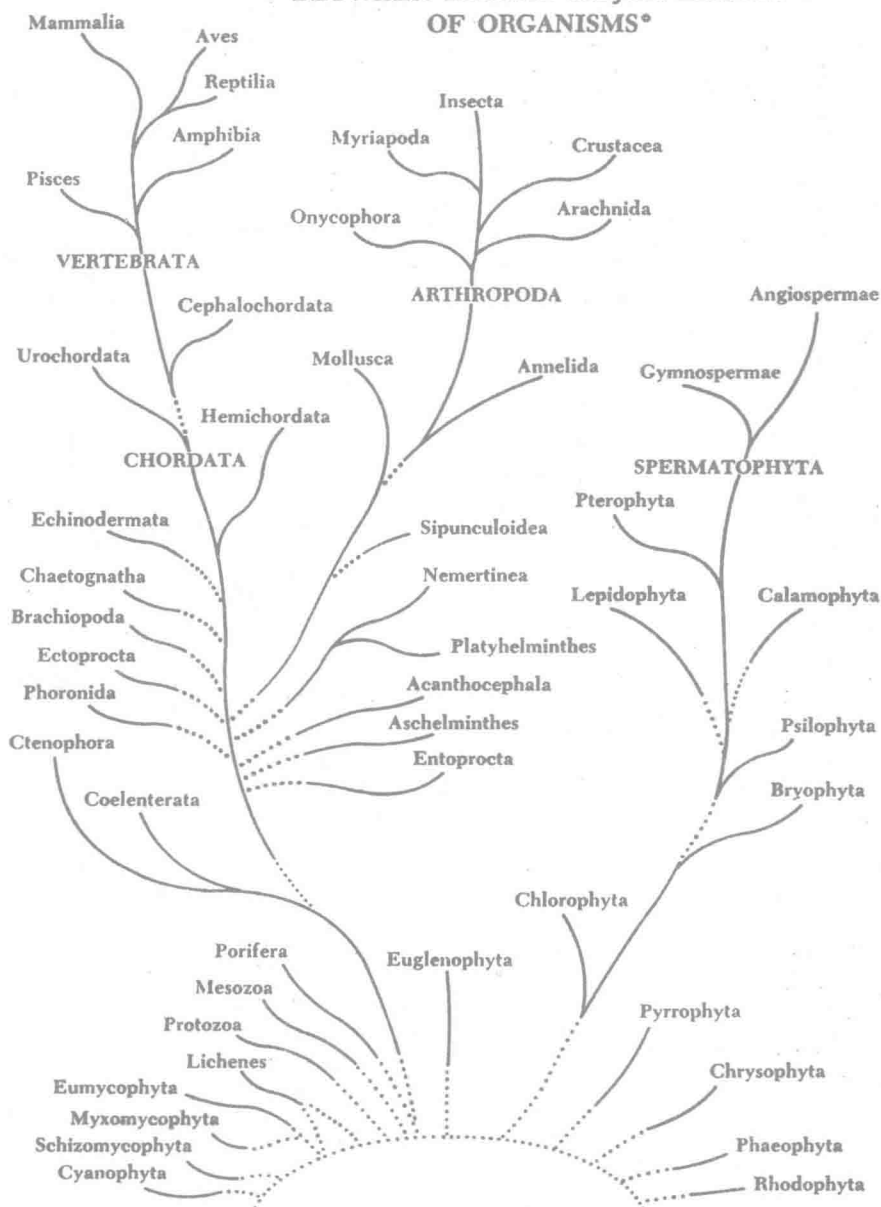 OF ORGANISMS*
Mammalia
Aves
Reptilia
Amphibia
Pisces
VERTEBRATA
Insecta
Myriapoda
Crustacea
Onycophora
Arachnida
ARTHROPODA
Cephalochordata
Angiospermae
Urochordata
Mollusca
Annelida
Gymnospermae
Hemichordata
CHORDATA
SPERMATOPHYTA
Pterophyta
Echinodermata
Sipunculoidea
Chaetognatha
Nemertinea
Lepidophyta
Calamophyta
Brachiopoda
Platyhelminthes
Ectoprocta
Phoronida
Acanthocephala
Aschelminthes
Psilophyta
Ctenophora
Entoprocta
Coelenterata
Bryophyta
Chlorophyta
Porifera
Euglenophyta
Mesozoa
Protozoa
Pyrrophyta
Lichenes
Chrysophyta
Eumycophyta
Myxomycophyta
Schizomycophyta
Phaeophyta
Cyanophyta
Rhodophyta